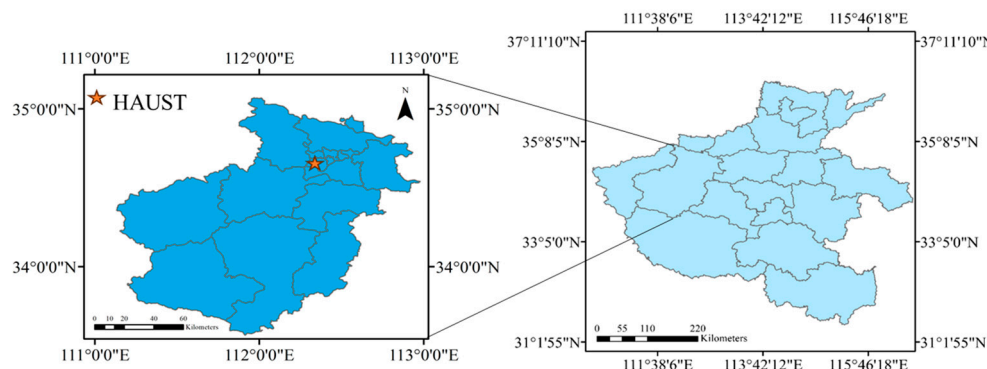 111°0'0"E 112°0'0"E 113°0'0"E
HAUST
N
35°0'0"N 35°0'0"N
34°0'0"N 34°0'0"N
0 10 20 40 60
Kilometers
111°0'0"E 112°0'0"E 113°0'0"E
111°38'6"E 113°42'12"E 115°46'18"E
37°11'10"N 37°11'10"N
35°8'5"N 35°8'5"N
33°5'0"N 33°5'0"N
0 55 110 220
Kilometers
31°1'55"N 31°1'55"N
111°38'6"E 113°42'12"E 115°46'18"E